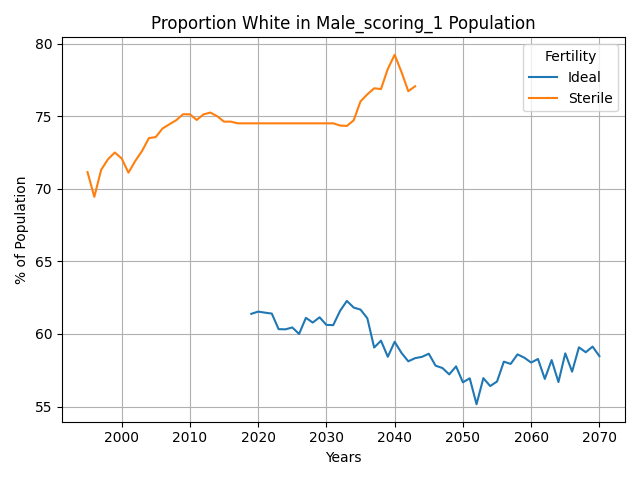 Proportion White in Male_scoring_1 Population
% of Population
80
75
70
65
60
55
Fertility
Ideal
Sterile
2000 2010 2020 2030 2040 2050 2060 2070
Years